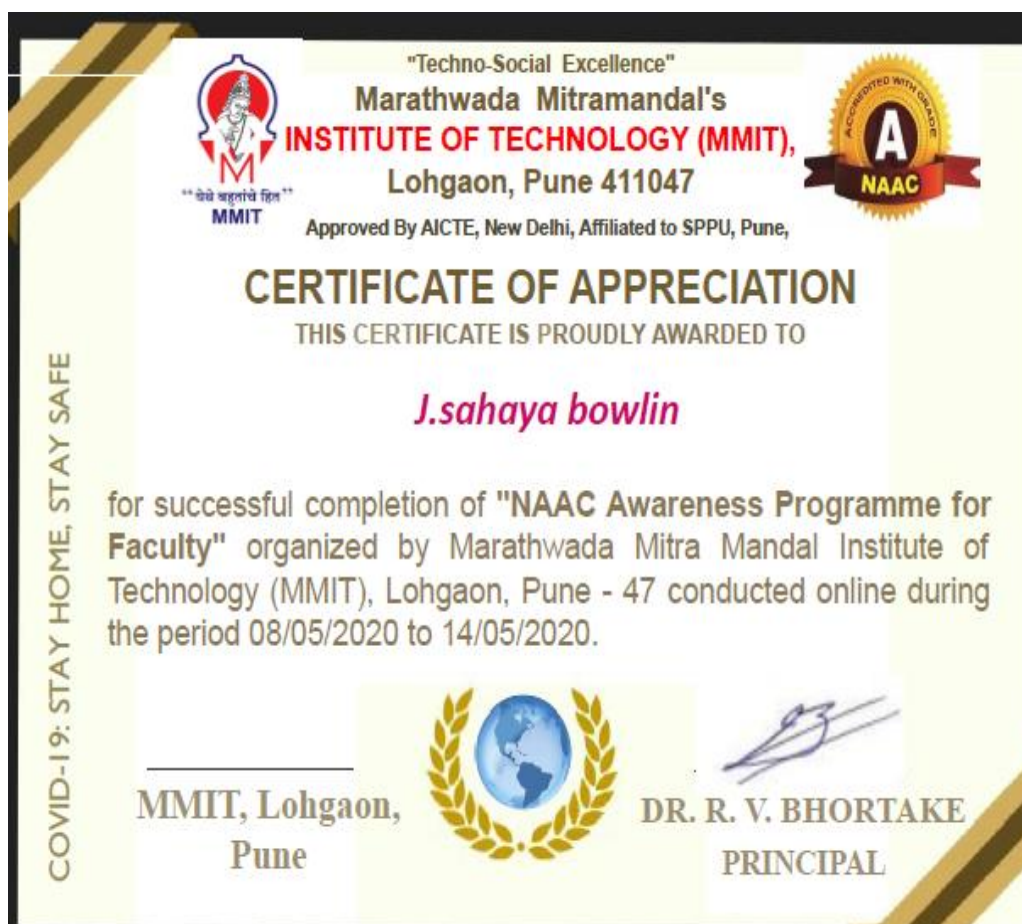 "Techno-Social Excellence"
Marathwada Mitramandal's
INSTITUTE OF TECHNOLOGY (MMIT),
Lohgaon, Pune 411047
Approved By AICTE, New Delhi, Affiliated to SPPU, Pune,
"येथे बहुतांचे हित"
MMIT
ACCREDITED WITH GRADE
A
NAAC
CERTIFICATE OF APPRECIATION
THIS CERTIFICATE IS PROUDLY AWARDED TO
J.sahaya bowlin
for successful completion of "NAAC Awareness Programme for
Faculty" organized by Marathwada Mitra Mandal Institute of
Technology (MMIT), Lohgaon, Pune - 47 conducted online during
the period 08/05/2020 to 14/05/2020.
MMIT, Lohgaon,
Pune
DR. R. V. BHORTAKE
PRINCIPAL
COVID-19: STAY HOME, STAY SAFE